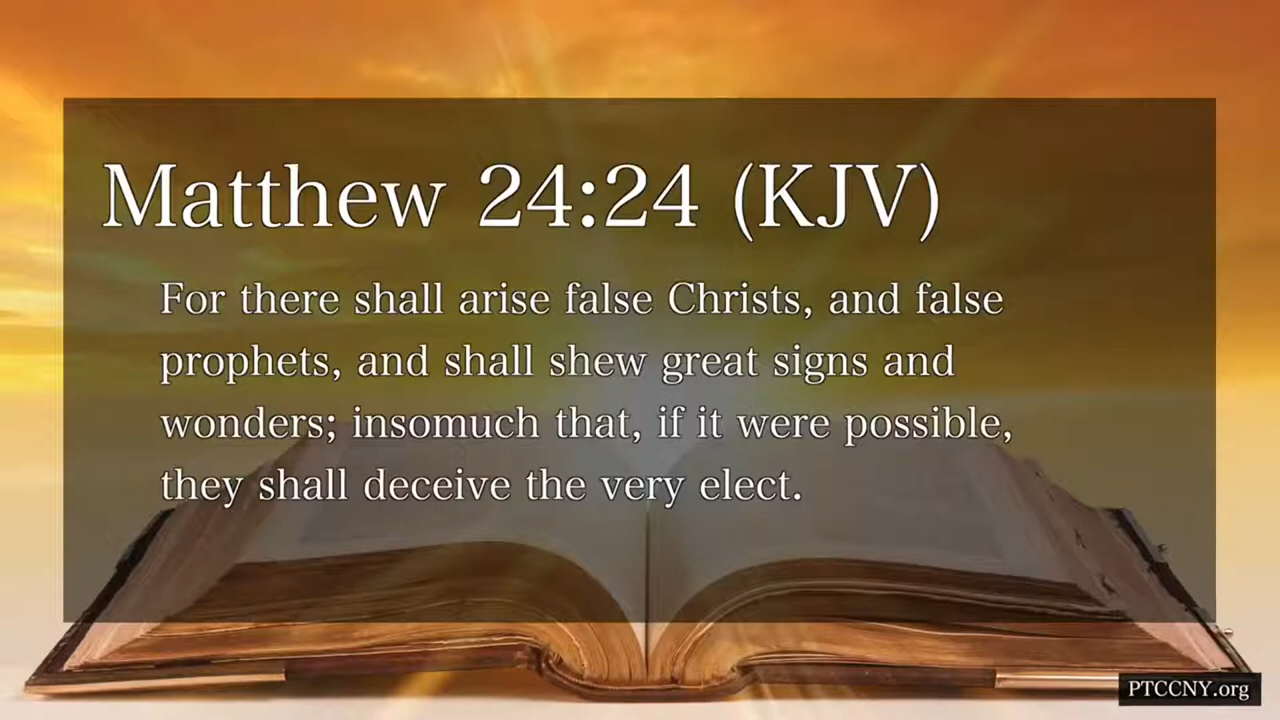 Matthew 24:24 (KJV)
For there shall arise false Christs, and false
prophets, and shall shew great signs and
wonders; insomuch that, if it were possible,
they shall deceive the very elect.
PTCCNY.org